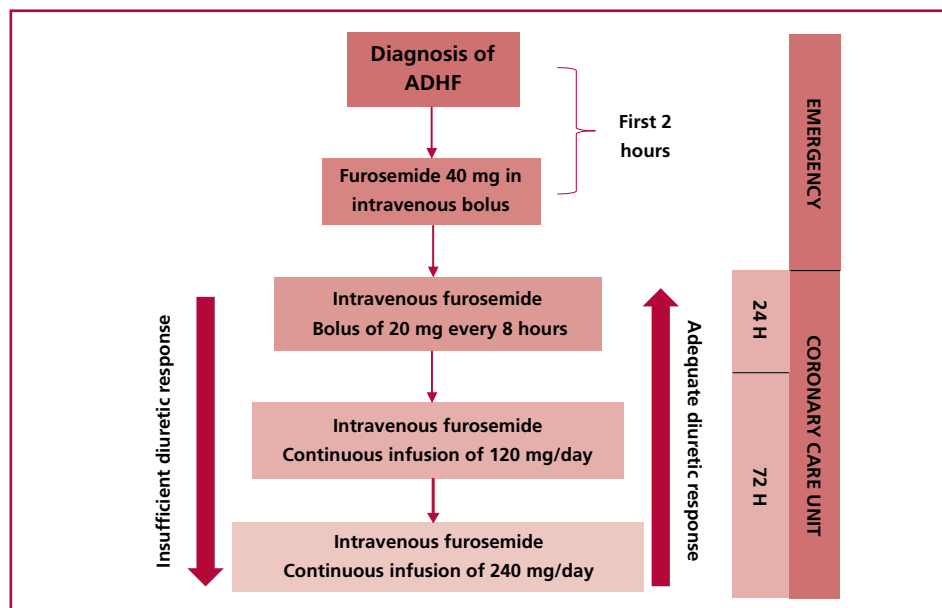 Diagnosis of
ADHF
First 2
hours
Furosemide 40 mg in
intravenous bolus
EMERGENCY
Intravenous furosemide
Bolus of 20 mg every 8 hours
Insufficient diuretic response
Adequate diuretic response
24 H
CORONARY CARE UNIT
Intravenous furosemide
Continuous infusion of 120 mg/day
72 H
Intravenous furosemide
Continuous infusion of 240 mg/day